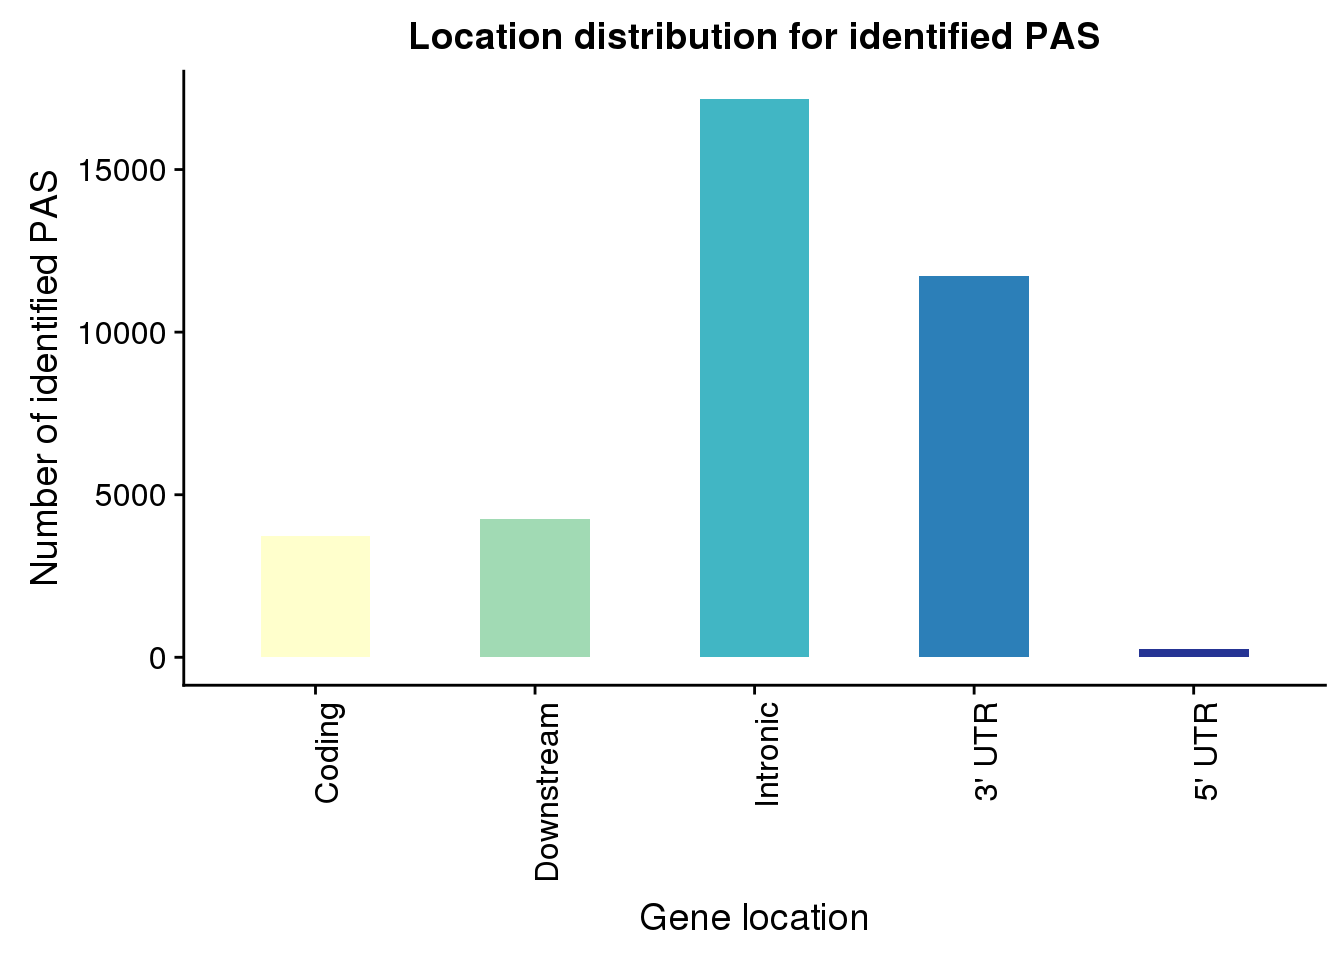 Location distribution for identified PAS
Number of identified PAS
15000
10000
5000
0
Coding
Downstream
Intronic
3' UTR
5' UTR
Gene location